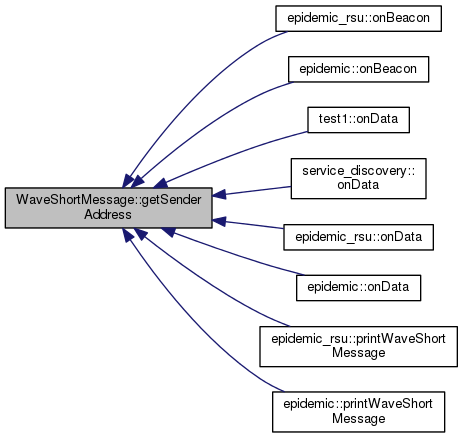 epidemic_rsu::onBeacon
epidemic::onBeacon
test1::onData
service_discovery::
onData
WaveShortMessage::getSender
Address
epidemic_rsu::onData
epidemic::onData
epidemic_rsu::printWaveShort
Message
epidemic::printWaveShort
Message